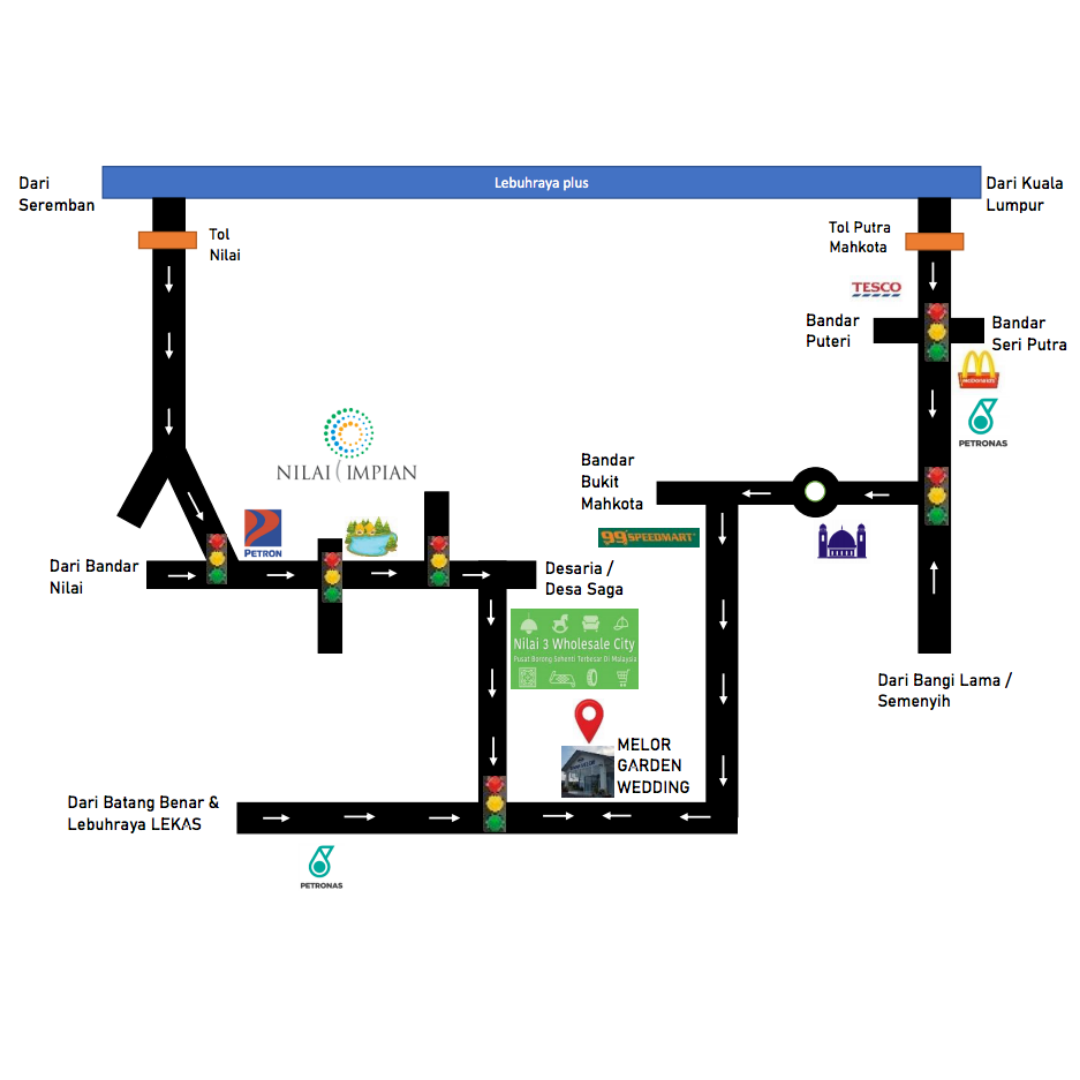 Lebuhraya plus
Dari
Seremban
Dari Kuala
Lumpur
Tol
Nilai
Tol Putra
Mahkota
TESCO
Bandar
Puteri
Bandar
Seri Putra
McDonald's
PETRONAS
NILAI IMPIAN
Bandar
Bukit
Mahkota
99 SPEEDMART
PETRON
Dari Bandar
Nilai
Desaria /
Desa Saga
Nilai 3 Wholesale City
Pusat Borong Sehenti Terbesar Di Malaysia
Dari Bangi Lama /
Semenyih
MELOR
GARDEN
WEDDING
Dari Batang Benar &
Lebuhraya LEKAS
PETRONAS